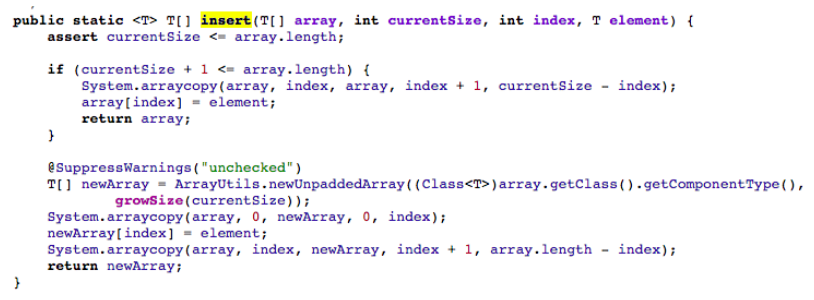 public static <T> T[] insert(T[] array, int currentSize, int index, T element) {
    assert currentSize <= array.length;

    if (currentSize + 1 <= array.length) {
        System.arraycopy(array, index, array, index + 1, currentSize - index);
        array[index] = element;
        return array;
    }

    @SuppressWarnings("unchecked")
    T[] newArray = ArrayUtils.newUnpaddedArray((Class<T>)array.getClass().getComponentType(),
            growSize(currentSize));
    System.arraycopy(array, 0, newArray, 0, index);
    newArray[index] = element;
    System.arraycopy(array, index, newArray, index + 1, array.length - index);
    return newArray;
}